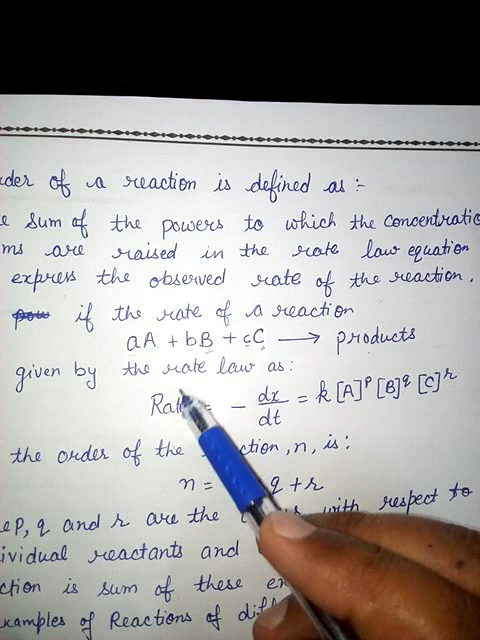 der of a reaction is defined as :-
e sum of the powers to which the concentratio
ms are raised in the rate law equation
express the observed rate of the reaction.
if the rate of a reaction
aA + bB + cC ⟶ products
given by the rate law as:
Rate = - dx/dt = k [A]^p [B]^q [C]^r
the order of the ction, n, is:
n = q + r
e P, q and r are the with respect to
ividual reactants and
ction is sum of these
xamples of Reactions of